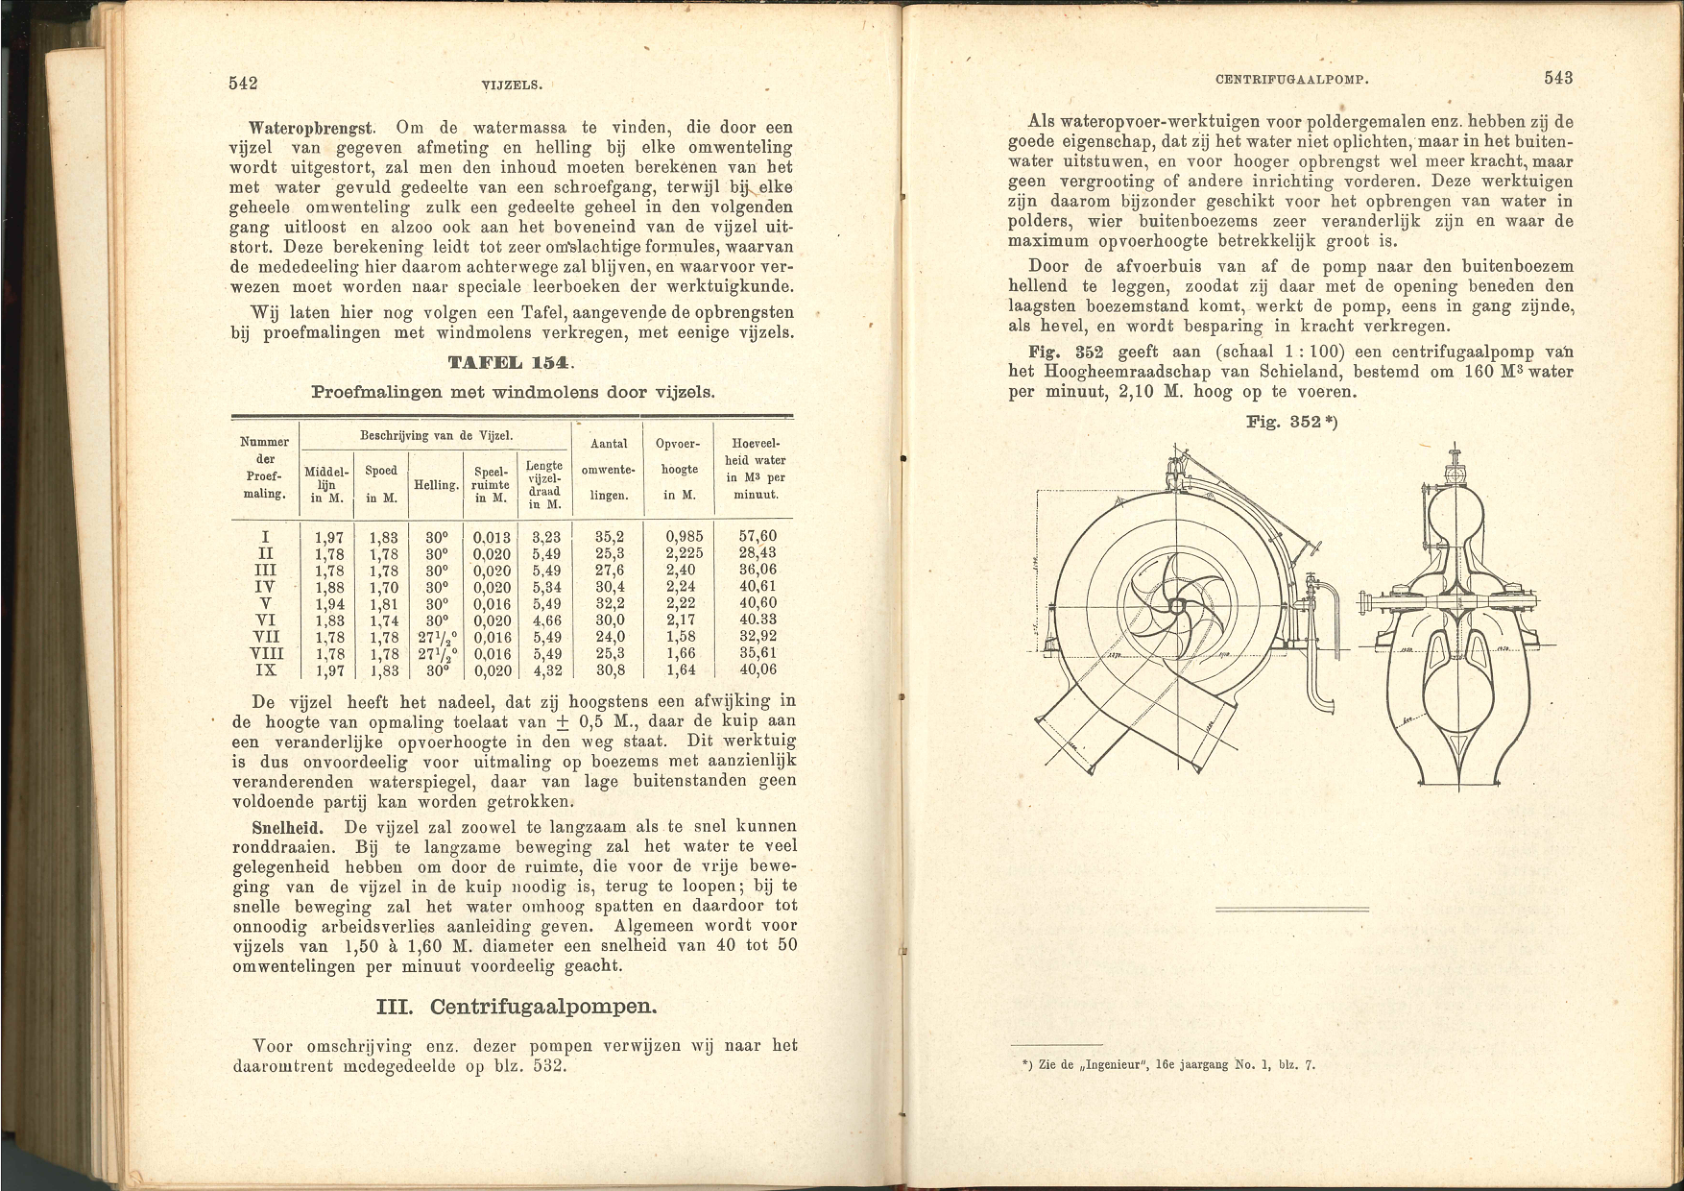 542
VIJZELS.
Wateropbrengst. Om de watermassa te vinden, die door een
vijzel van gegeven afmeting en helling bij elke omwenteling
wordt uitgestort, zal men den inhoud moeten berekenen van het
met water gevuld gedeelte van een schroefgang, terwijl bij elke
geheele omwenteling zulk een gedeelte geheel in den volgenden
gang uitloost en alzoo ook aan het boveneind van de vijzel uit-
stort. Deze berekening leidt tot zeer omslachtige formules, waarvan
de mededeeling hier daarom achterwege zal blijven, en waarvoor ver-
wezen moet worden naar speciale leerboeken der werktuigkunde.
Wij laten hier nog volgen een Tafel, aangevende de opbrengsten
bij proefmalingen met windmolens verkregen, met eenige vijzels.
TAFEL 154.
Proefmalingen met windmolens door vijzels.
Nummer der Proef- maling. | Beschrijving van de Vijzel. | Aantal omwente- lingen. | Opvoer- hoogte in M. | Hoeveel- heid water in M³ per minuut.
Middel- lijn in M. | Spoed in M. | Helling. | Speel- ruimte in M. | Lengte vijzel- draad in M.
I 1,97 1,83 30° 0,013 3,23 35,2 0,985 57,60
II 1,78 1,78 30° 0,020 5,49 25,3 2,225 28,43
III 1,78 1,78 30° 0,020 5,49 27,6 2,40 36,06
IV 1,88 1,70 30° 0,020 5,34 30,4 2,24 40,61
V 1,94 1,81 30° 0,016 5,49 32,2 2,22 40,60
VI 1,83 1,74 30° 0,020 4,66 30,0 2,17 40.33
VII 1,78 1,78 27½° 0,016 5,49 24,0 1,58 32,92
VIII 1,78 1,78 27½° 0,016 5,49 25,3 1,66 35,61
IX 1,97 1,83 30° 0,020 4,32 30,8 1,64 40,06
De vijzel heeft het nadeel, dat zij hoogstens een afwijking in
de hoogte van opmaling toelaat van ± 0,5 M., daar de kuip aan
een veranderlijke opvoerhoogte in den weg staat. Dit werktuig
is dus onvoordeelig voor uitmaling op boezems met aanzienlijk
veranderenden waterspiegel, daar van lage buitenstanden geen
voldoende partij kan worden getrokken.
Snelheid. De vijzel zal zoowel te langzaam als te snel kunnen
ronddraaien. Bij te langzame beweging zal het water te veel
gelegenheid hebben om door de ruimte, die voor de vrije bewe-
ging van de vijzel in de kuip noodig is, terug te loopen; bij te
snelle beweging zal het water omhoog spatten en daardoor tot
onnoodig arbeidsverlies aanleiding geven. Algemeen wordt voor
vijzels van 1,50 à 1,60 M. diameter een snelheid van 40 tot 50
omwentelingen per minuut voordeelig geacht.
III. Centrifugaalpompen.
Voor omschrijving enz. dezer pompen verwijzen wij naar het
daaromtrent medegedeelde op blz. 532.
CENTRIFUGAALPOMP.
543
Als wateropvoer-werktuigen voor poldergemalen enz. hebben zij de
goede eigenschap, dat zij het water niet oplichten, maar in het buiten-
water uitstuwen, en voor hooger opbrengst wel meer kracht, maar
geen vergrooting of andere inrichting vorderen. Deze werktuigen
zijn daarom bijzonder geschikt voor het opbrengen van water in
polders, wier buitenboezems zeer veranderlijk zijn en waar de
maximum opvoerhoogte betrekkelijk groot is.
Door de afvoerbuis van af de pomp naar den buitenboezem
hellend te leggen, zoodat zij daar met de opening beneden den
laagsten boezemstand komt, werkt de pomp, eens in gang zijnde,
als hevel, en wordt besparing in kracht verkregen.
Fig. 352 geeft aan (schaal 1 : 100) een centrifugaalpomp van
het Hoogheemraadschap van Schieland, bestemd om 160 M³ water
per minuut, 2,10 M. hoog op te voeren.
Fig. 352 *)
*) Zie de „Ingenieur", 16e jaargang No. 1, blz. 7.